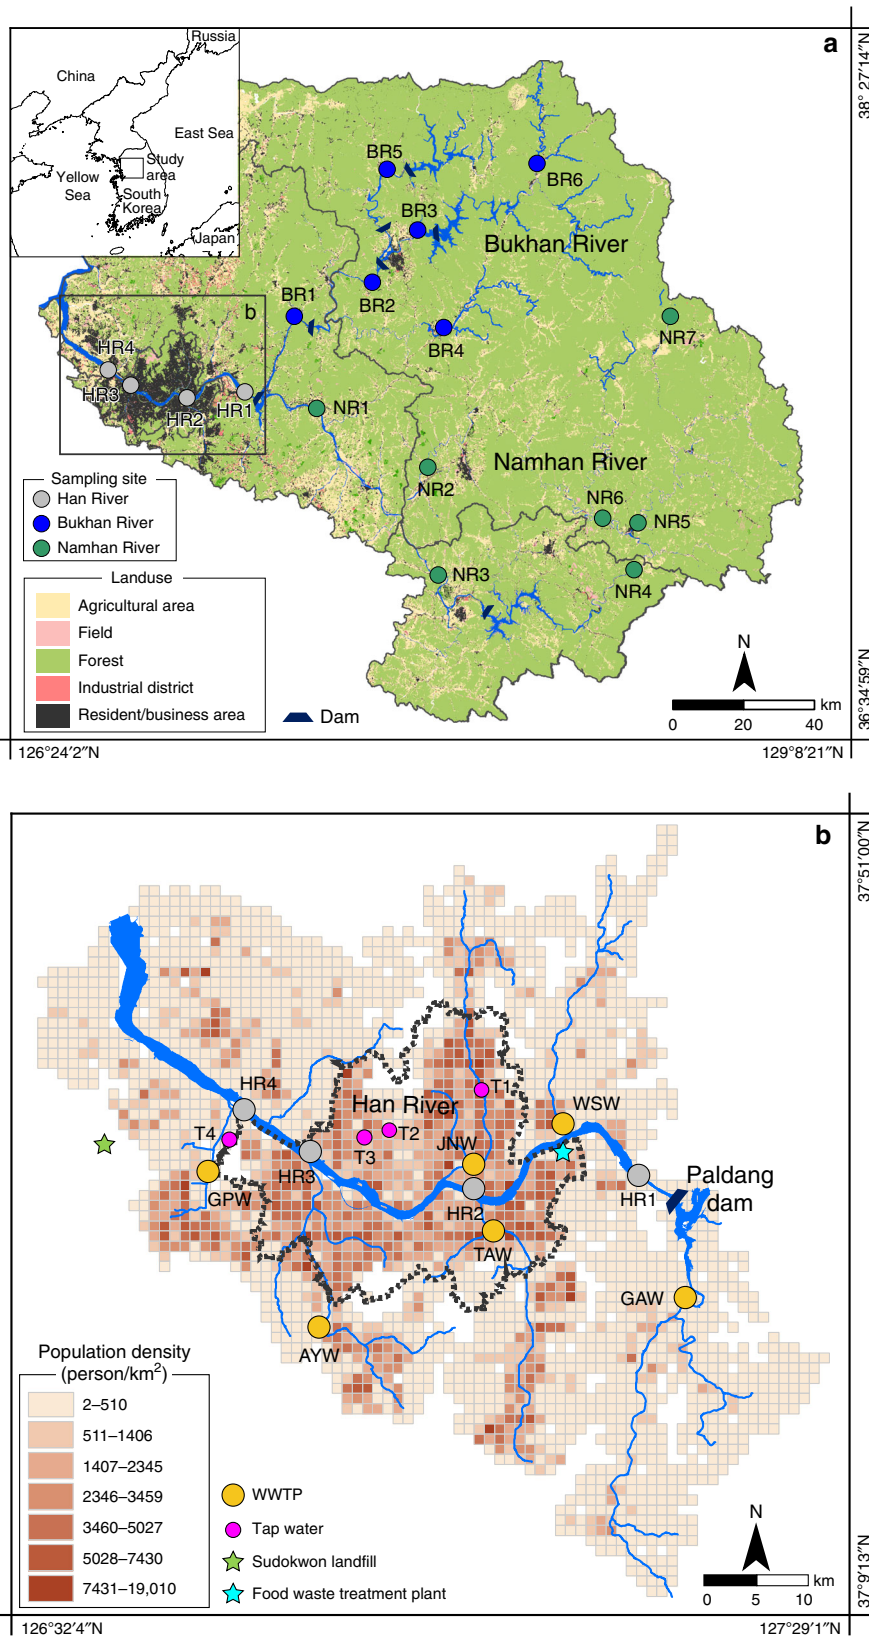 a
Russia
China
East Sea
Yellow
Sea
Study
area
South
Korea
Japan
38° 27′14″N
BR5
BR6
BR3
Bukhan River
BR2
BR1
b
BR4
NR7
HR4
HR3
HR2
HR1
NR1
Namhan River
NR2
NR6
NR5
NR3
NR4
Sampling site
Han River
Bukhan River
Namhan River
Landuse
Agricultural area
Field
Forest
Industrial district
Resident/business area
Dam
N
km
0 20 40
36°34′59″N
126°24′2″N
129°8′21″N
b
37°51′00″N
HR4
T1
Han River
WSW
T4
T2
T3
JNW
HR3
GPW
HR2
HR1
Paldang
dam
TAW
GAW
AYW
Population density
(person/km²)
2–510
511–1406
1407–2345
2346–3459
3460–5027
5028–7430
7431–19,010
WWTP
Tap water
Sudokwon landfill
Food waste treatment plant
N
km
0 5 10
37°9′13″N
126°32′4″N
127°29′1″N